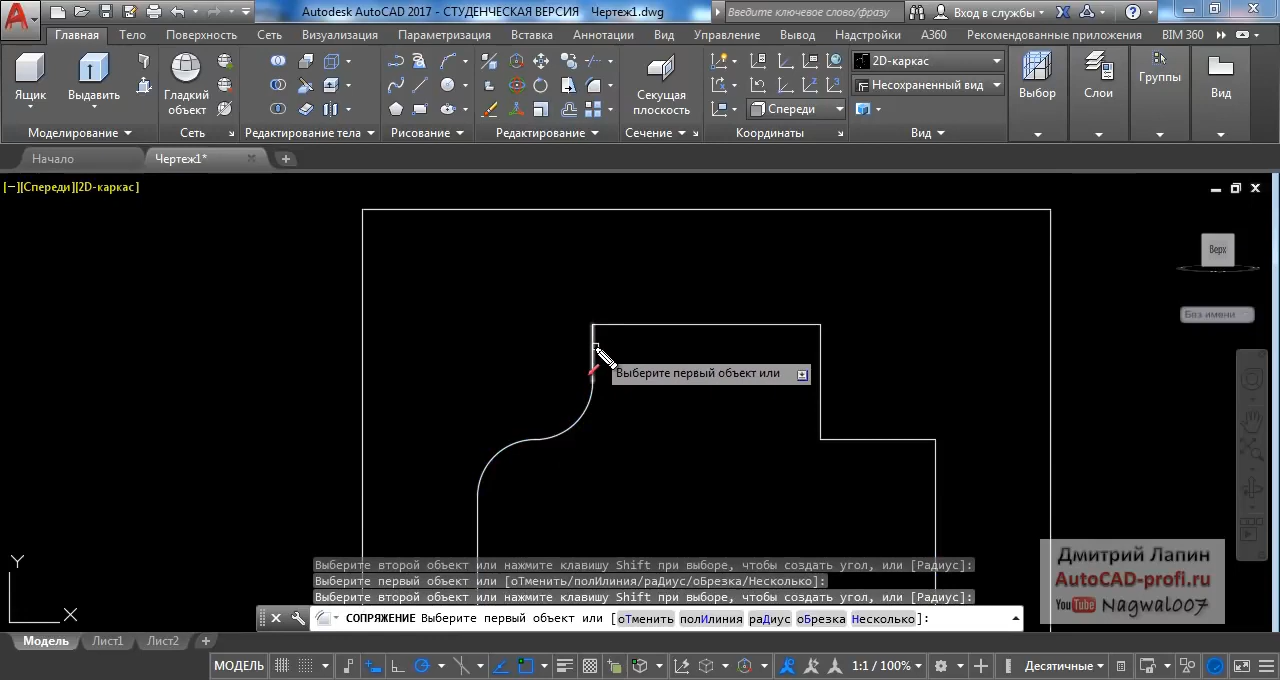 Autodesk AutoCAD 2017 - СТУДЕНЧЕСКАЯ ВЕРСИЯ Чертеж1.dwg
Введите ключевое слово/фразу
Вход в службы
Главная Тело Поверхность Сеть Визуализация Параметризация Вставка Аннотации Вид Управление Вывод Надстройки A360 Рекомендованные приложения BIM 360
Ящик Выдавить Гладкий объект Секущая плоскость
2D-каркас
Несохраненный вид
Спереди
Выбор Слои Группы Вид
Моделирование Сеть Редактирование тела Рисование Редактирование Сечение Координаты Вид
Начало Чертеж1*
[−][Спереди][2D-каркас]
Верх
Без имени
Выберите первый объект или
Y
X
Выберите второй объект или нажмите клавишу Shift при выборе, чтобы создать угол, или [Радиус]:
Выберите первый объект или [оТменить/полИлиния/раДиус/оБрезка/Несколько]:
Выберите второй объект или нажмите клавишу Shift при выборе, чтобы создать угол, или [Радиус]:
СОПРЯЖЕНИЕ Выберите первый объект или [оТменить полИлиния раДиус оБрезка Несколько]:
Дмитрий Лапин
AutoCAD-profi.ru
YouTube Nagwal007
Модель Лист1 Лист2
МОДЕЛЬ 1:1 / 100% Десятичные